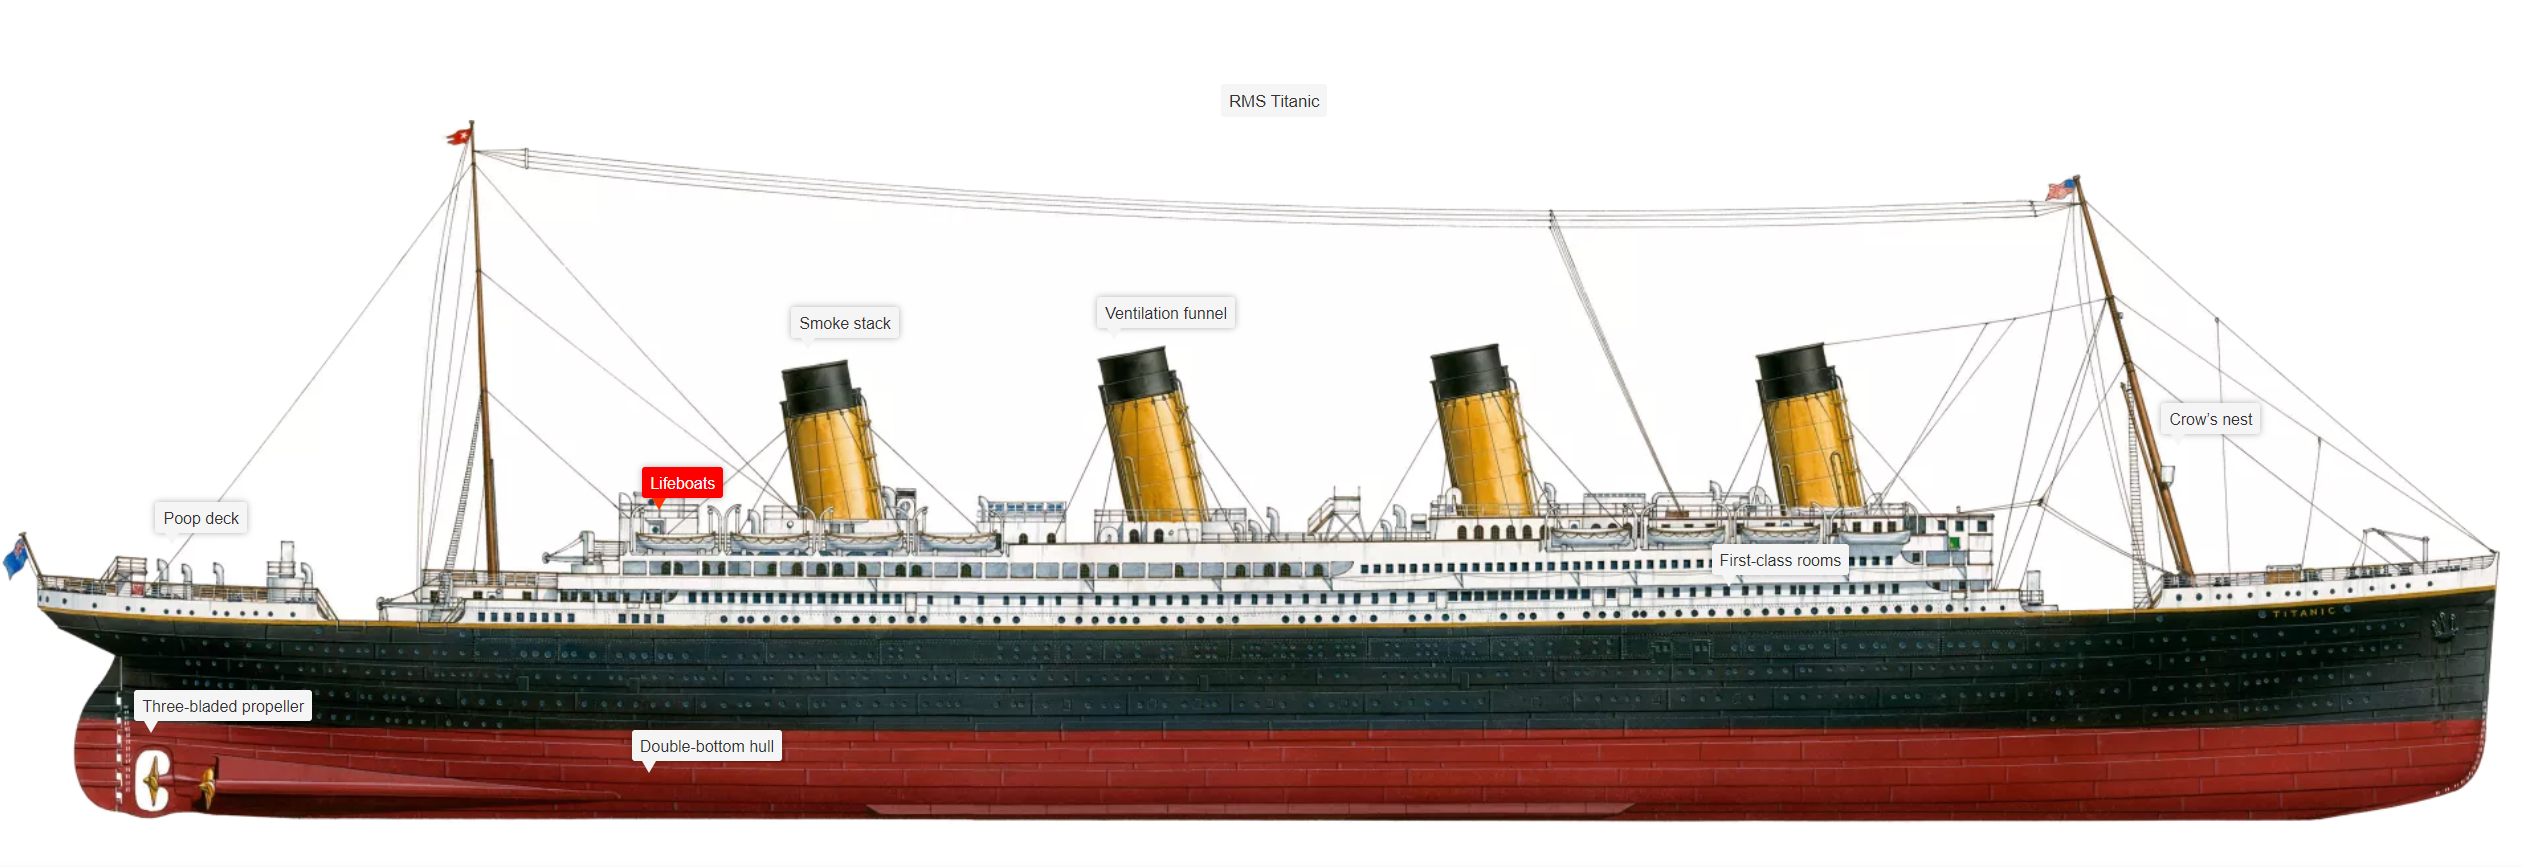 RMS Titanic
Ventilation funnel
Smoke stack
Crow’s nest
Lifeboats
Poop deck
First-class rooms
TITANIC
Three-bladed propeller
Double-bottom hull